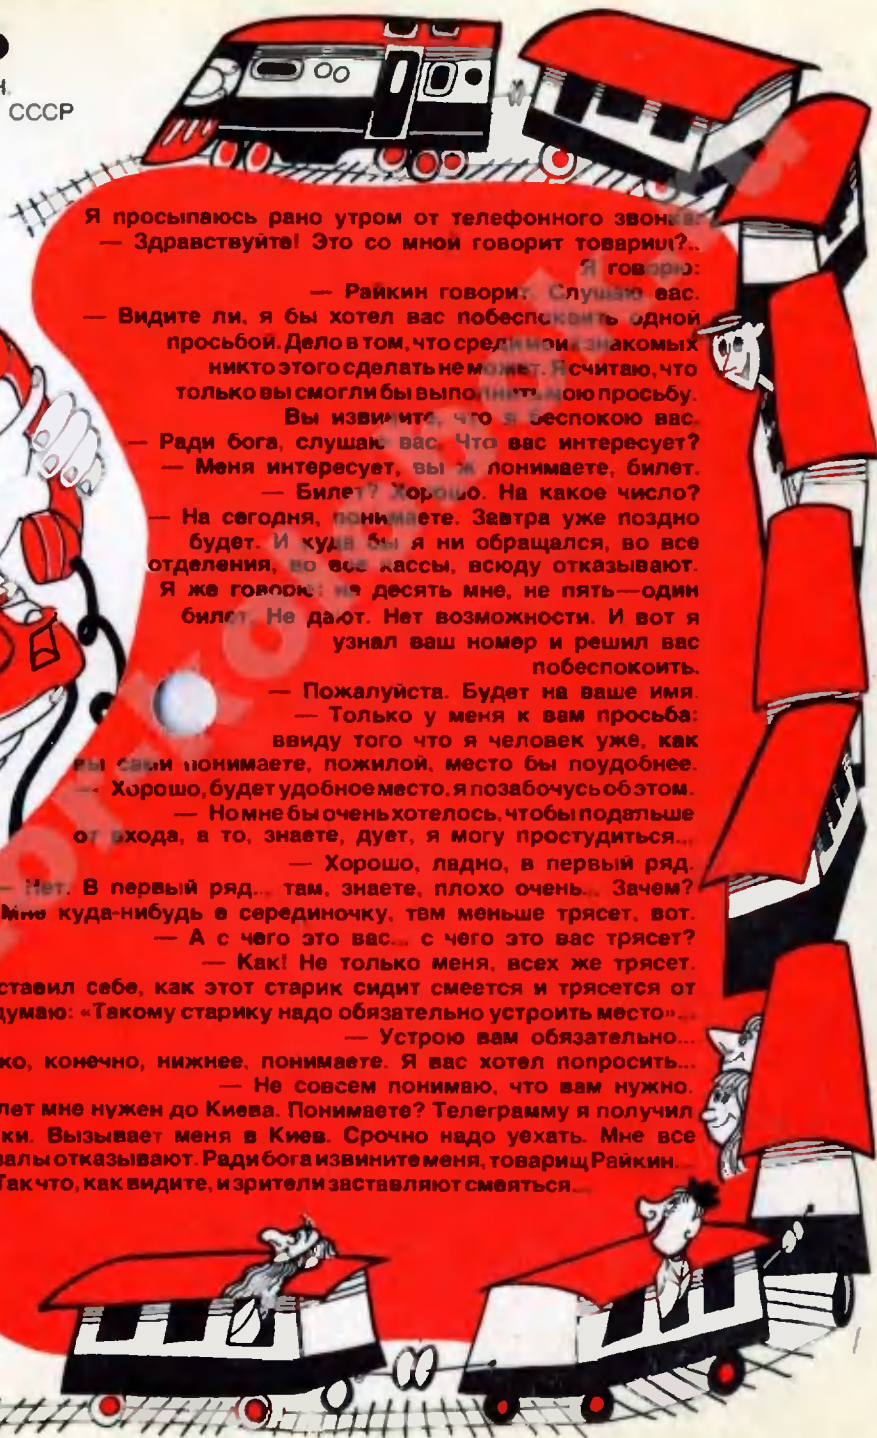 СССР
Я просыпаюсь рано утром от телефонного звонка.
— Здравствуйте! Это со мной говорит товарищ?..
Я говорю:
— Райкин говорит. Слушаю вас.
— Видите ли, я бы хотел вас побеспокоить одной
просьбой. Дело в том, что среди моих знакомых
никто этого сделать не может. Я считаю, что
только вы смогли бы выполнить мою просьбу.
Вы извините, что я беспокою вас.
— Ради бога, слушаю вас. Что вас интересует?
— Меня интересует, вы ж понимаете, билет.
— Билет? Хорошо. На какое число?
— На сегодня, понимаете. Завтра уже поздно
будет. И куда бы я ни обращался, во все
отделения, во все кассы, всюду отказывают.
Я же говорю: не десять мне, не пять—один
билет. Не дают. Нет возможности. И вот я
узнал ваш номер и решил вас
побеспокоить.
— Пожалуйста. Будет на ваше имя.
— Только у меня к вам просьба:
ввиду того что я человек уже, как
вы сами понимаете, пожилой, место бы поудобнее.
— Хорошо, будет удобное место, я позабочусь об этом.
— Но мне бы очень хотелось, чтобы подальше
от входа, а то, знаете, дует, я могу простудиться...
— Хорошо, ладно, в первый ряд.
— Нет. В первый ряд... там, знаете, плохо очень... Зачем?
Мне куда-нибудь в серединочку, там меньше трясет, вот.
— А с чего это вас... с чего это вас трясет?
— Как! Не только меня, всех же трясет.
ставил себе, как этот старик сидит смеется и трясется от
думаю: «Такому старику надо обязательно устроить место»...
— Устрою вам обязательно...
ко, конечно, нижнее, понимаете. Я вас хотел попросить...
— Не совсем понимаю, что вам нужно.
лет мне нужен до Киева. Понимаете? Телеграмму я получил
ки. Вызывает меня в Киев. Срочно надо уехать. Мне все
залы отказывают. Ради бога извините меня, товарищ Райкин...
Так что, как видите, и зрители заставляют смеяться...